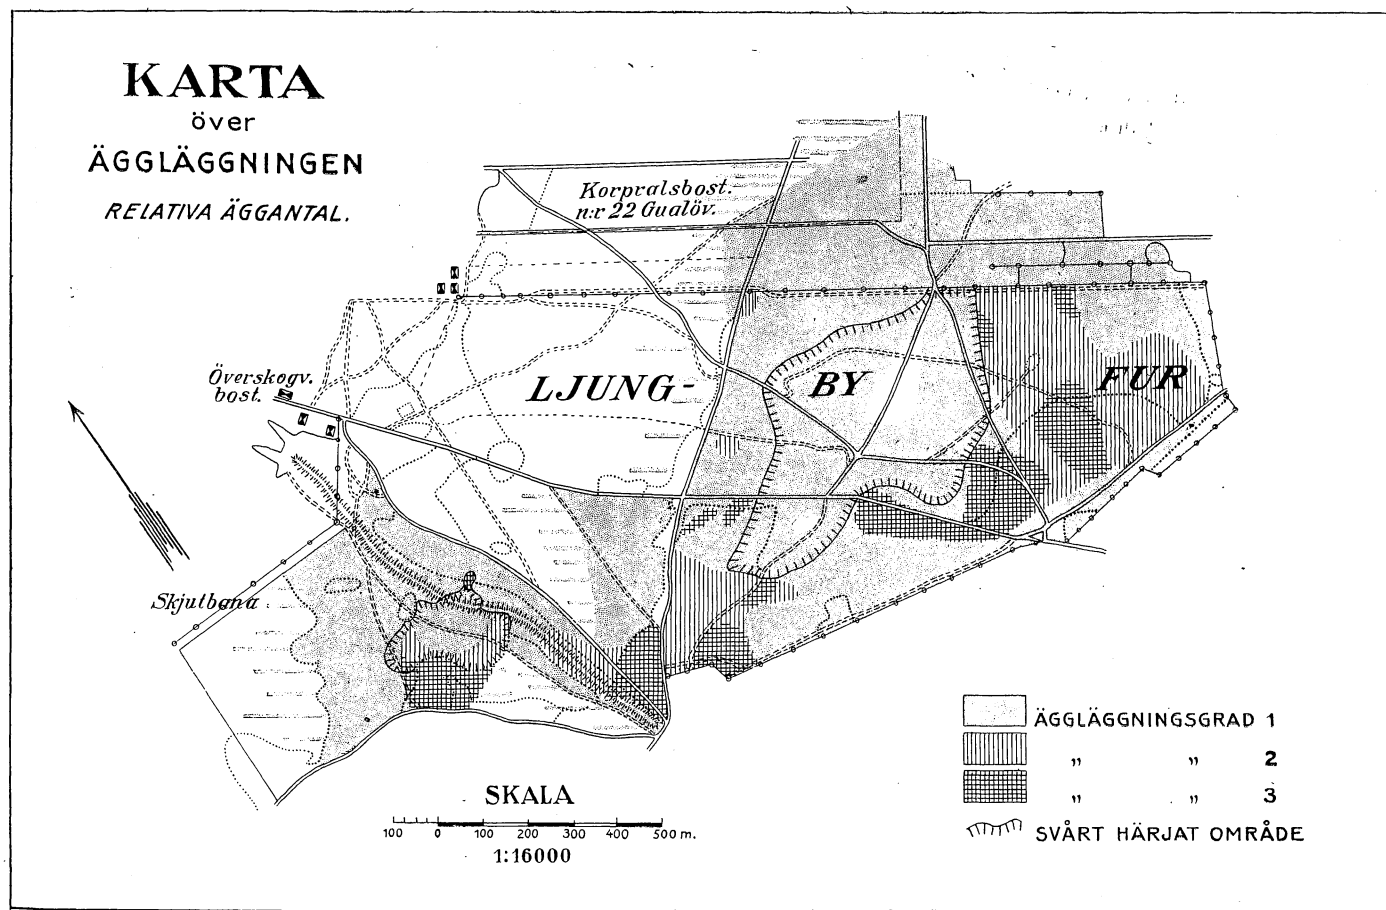 KARTA
över
ÄGGLÄGGNINGEN
RELATIVA ÄGGANTAL.
Korpralsbost.
n:r 22 Gualöv.
Överskogv.
bost.
LJUNG-
BY
FUR
Skjutbana
SKALA
100 0 100 200 300 400 500 m.
1:16000
ÄGGLÄGGNINGSGRAD 1
„ „ 2
„ „ 3
SVÅRT HÄRJAT OMRÅDE